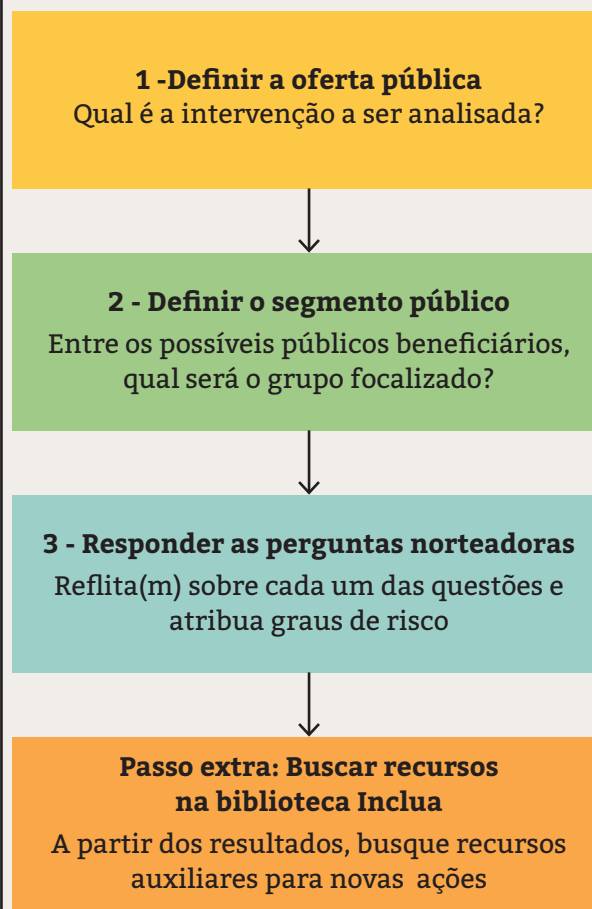 1 -Definir a oferta pública
Qual é a intervenção a ser analisada?
2 - Definir o segmento público
Entre os possíveis públicos beneficiários,
qual será o grupo focalizado?
3 - Responder as perguntas norteadoras
Reflita(m) sobre cada um das questões e
atribua graus de risco
Passo extra: Buscar recursos
na biblioteca Inclua
A partir dos resultados, busque recursos
auxiliares para novas  ações